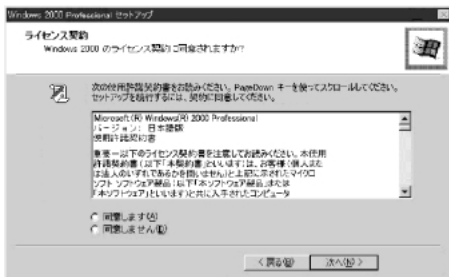 Windows 2000 Professional セットアップ
ライセンス契約
Windows 2000 のライセンス契約に同意されますか?
次の使用許諾契約書をお読みください。PageDown キーを使ってスクロールしてください。
セットアップを続行するには、契約に同意してください。
Microsoft(R) Windows(R) 2000 Professional
バージョン: 日本語版
使用許諾契約書
重要－以下のライセンス契約書を注意してお読みください。本使用
許諾契約書(以下「本契約書」といいます)は、お客様(個人また
は法人のいずれであるかを問いません)と上記に示されたマイクロ
ソフト ソフトウェア製品(以下「本ソフトウェア製品」または
「本ソフトウェア」といいます)と共に入手されたコンピュータ
同意します(A)
同意しません(D)
< 戻る(B)
次へ(N) >